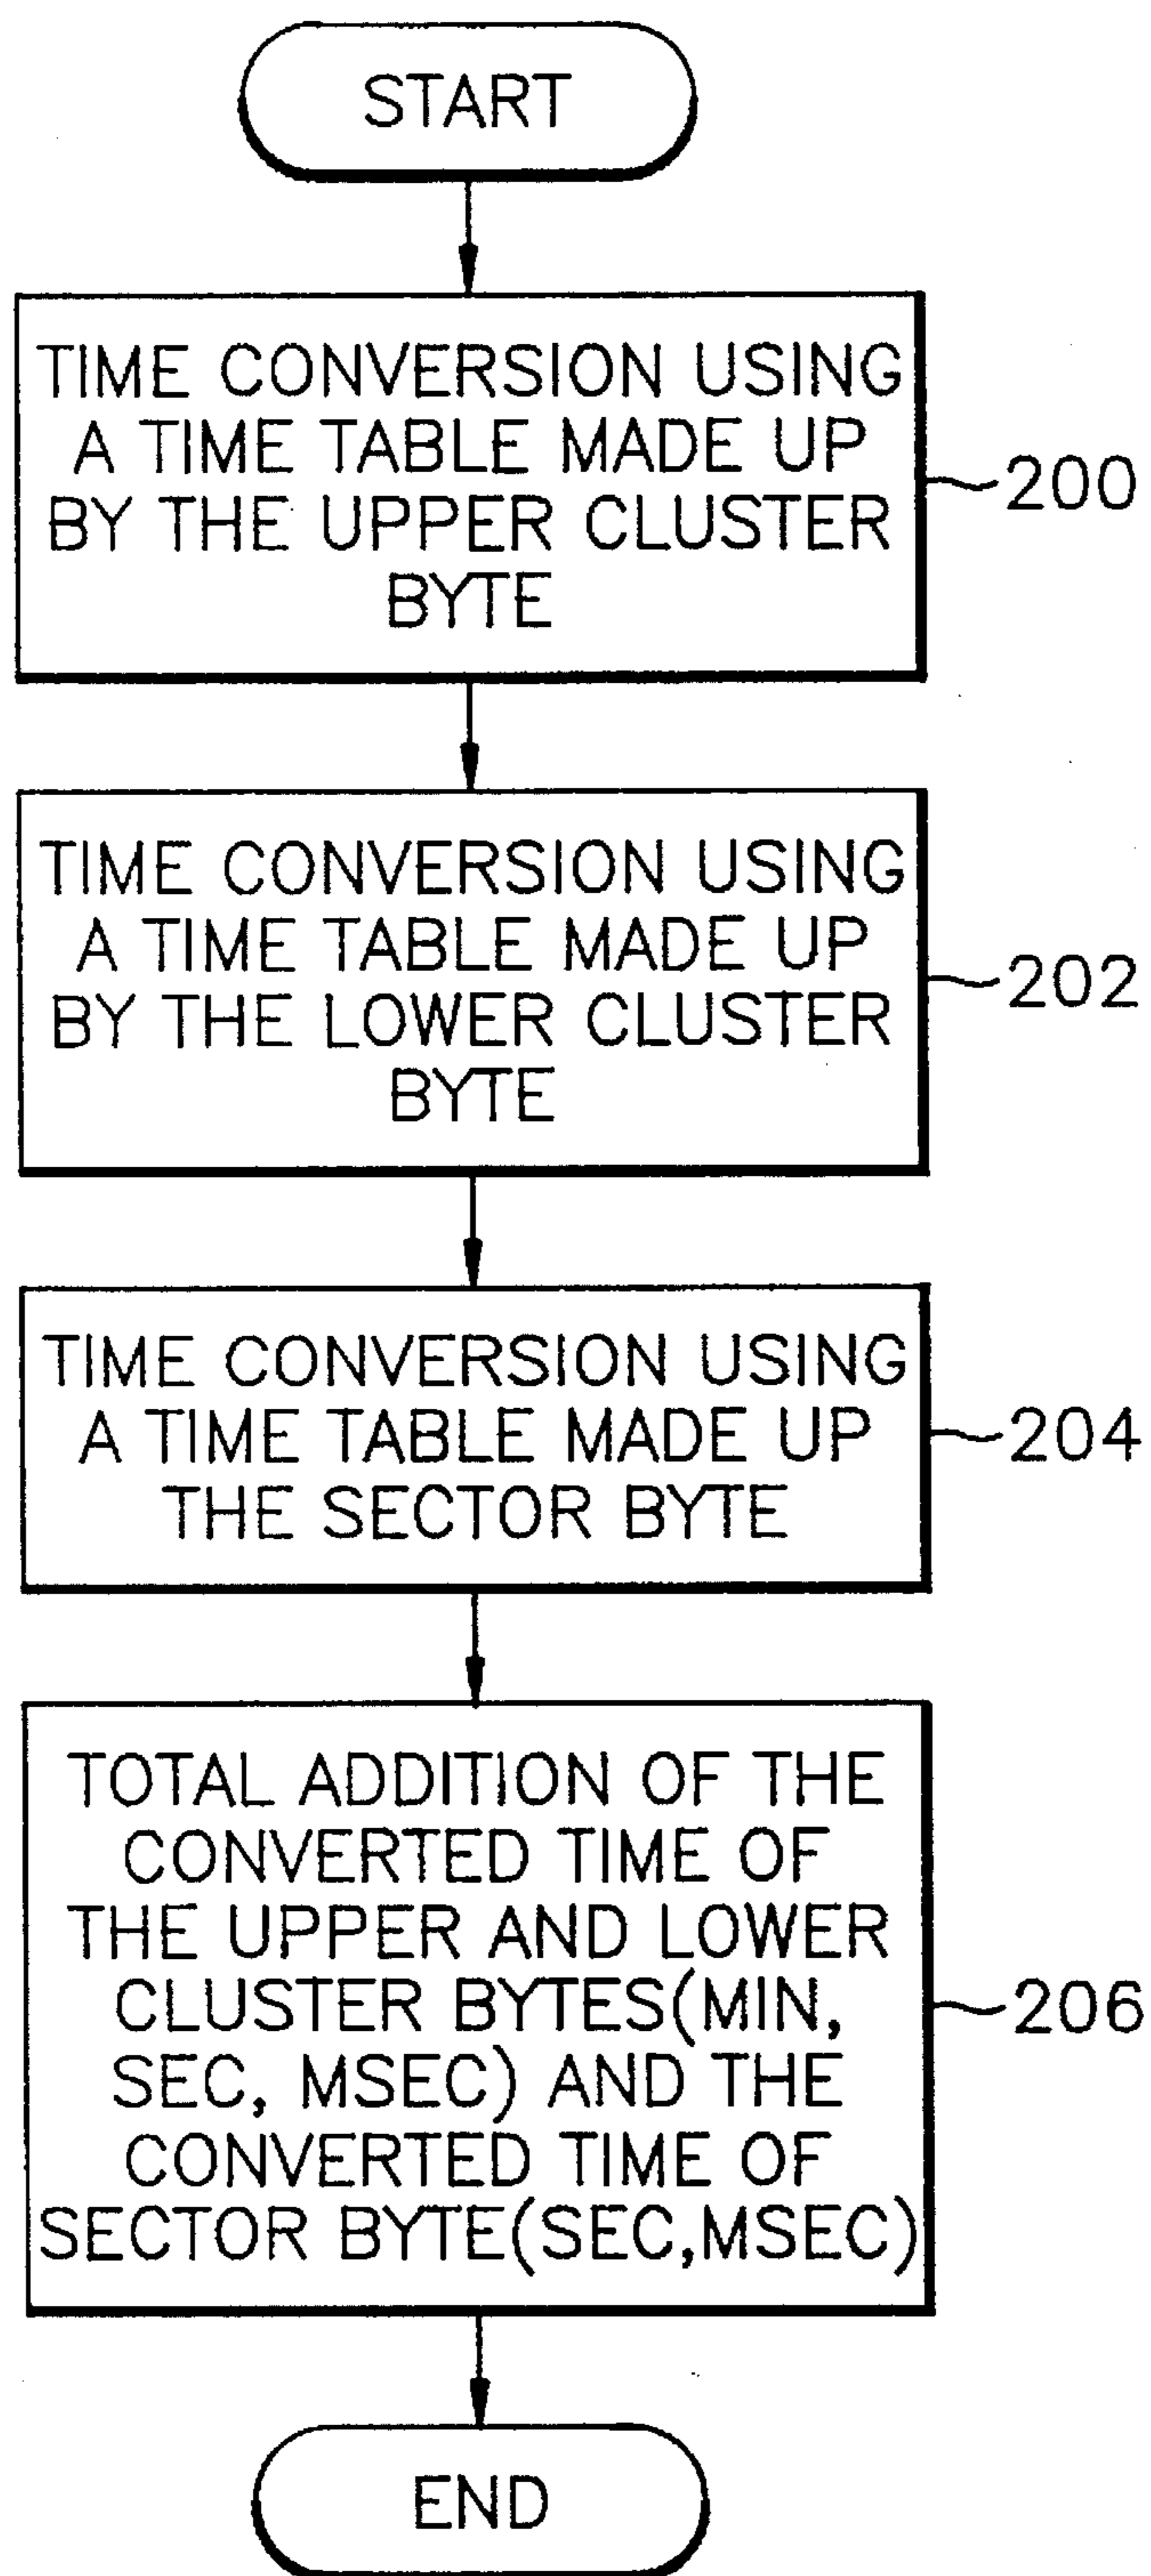 START
TIME CONVERSION USING
A TIME TABLE MADE UP
BY THE UPPER CLUSTER
BYTE
200
TIME CONVERSION USING
A TIME TABLE MADE UP
BY THE LOWER CLUSTER
BYTE
202
TIME CONVERSION USING
A TIME TABLE MADE UP
THE SECTOR BYTE
204
TOTAL ADDITION OF THE
CONVERTED TIME OF
THE UPPER AND LOWER
CLUSTER BYTES(MIN,
SEC, MSEC) AND THE
CONVERTED TIME OF
SECTOR BYTE(SEC,MSEC)
206
END